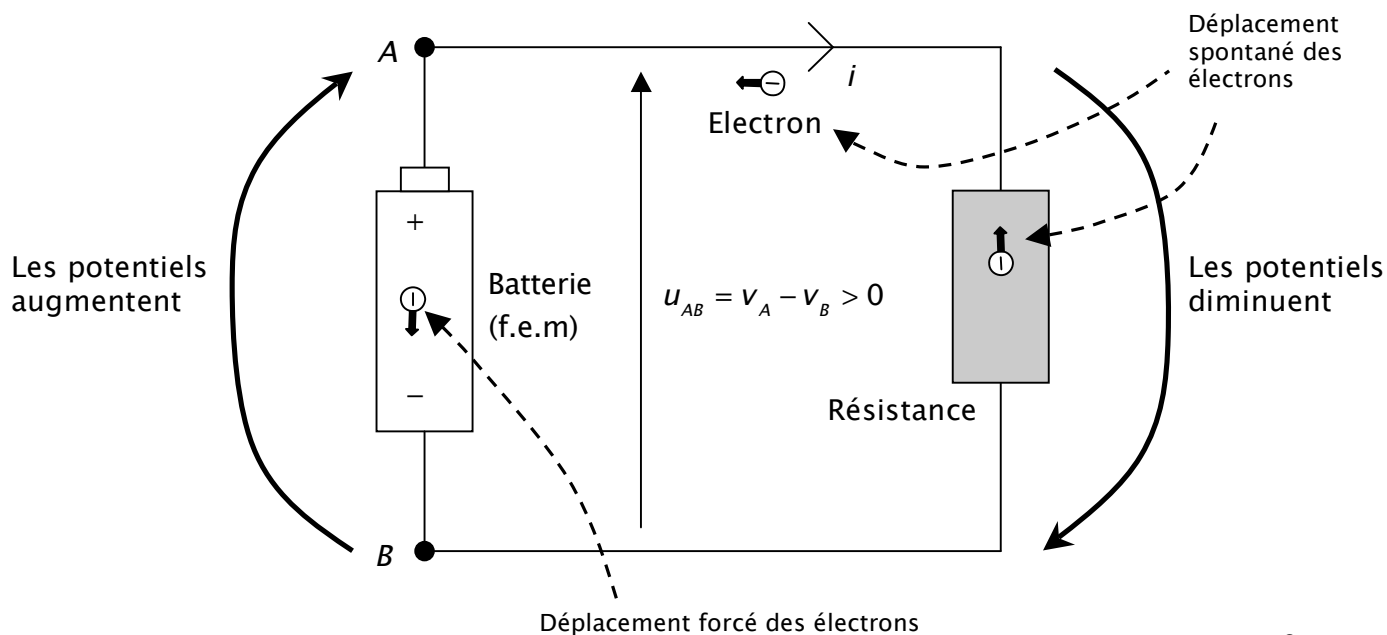 Déplacement
spontané des
électrons
A
i
Electron
+
Les potentiels
augmentent
Batterie
(f.e.m)
u_AB = v_A − v_B > 0
Les potentiels
diminuent
−
Résistance
B
Déplacement forcé des électrons